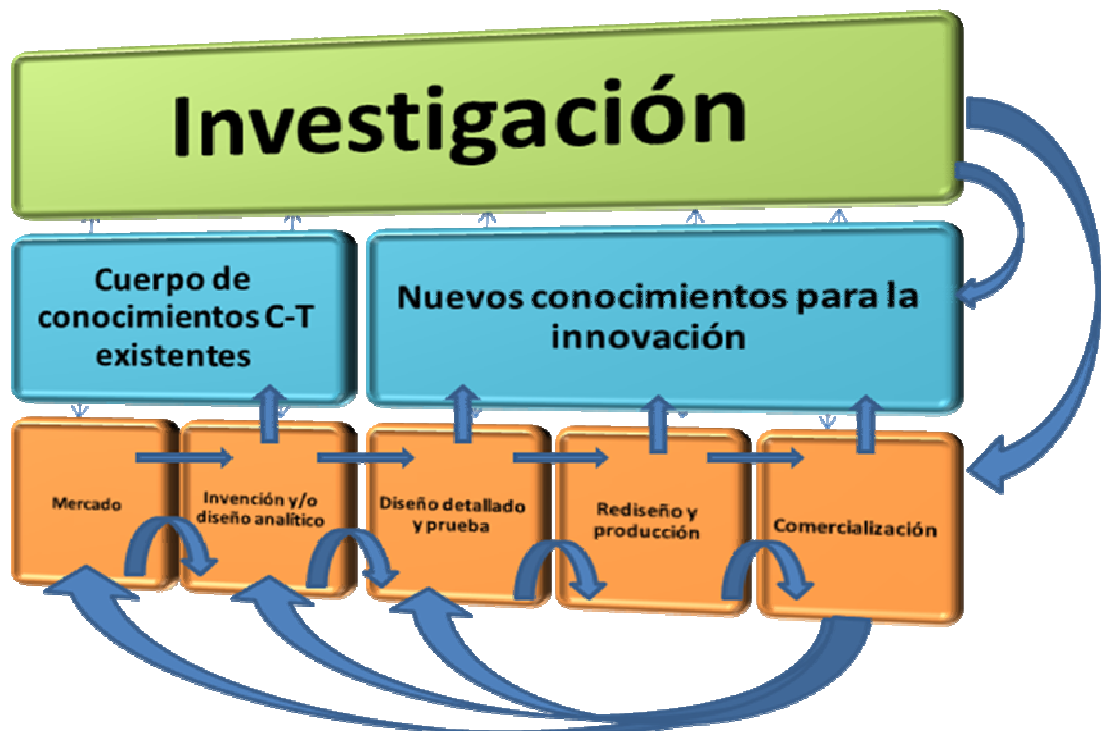 Investigación
Cuerpo de
conocimientos C-T
existentes
Nuevos conocimientos para la
innovación
Mercado
Invención y/o
diseño analítico
Diseño detallado
y prueba
Rediseño y
producción
Comercialización